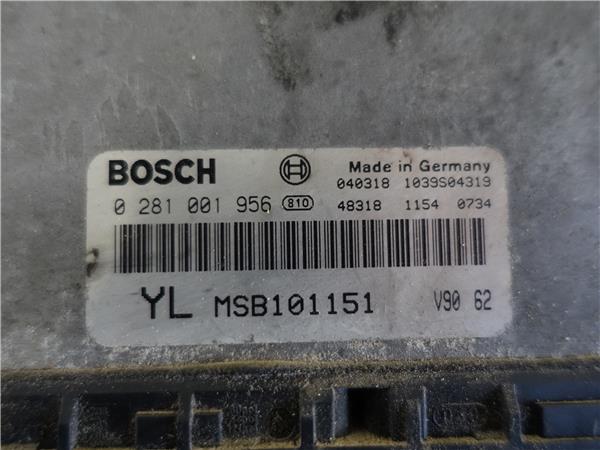 BOSCH Made in Germany
040318 1039S04319
0 281 001 956 810 48318 1154 0734
YL MSB101151 V90 62